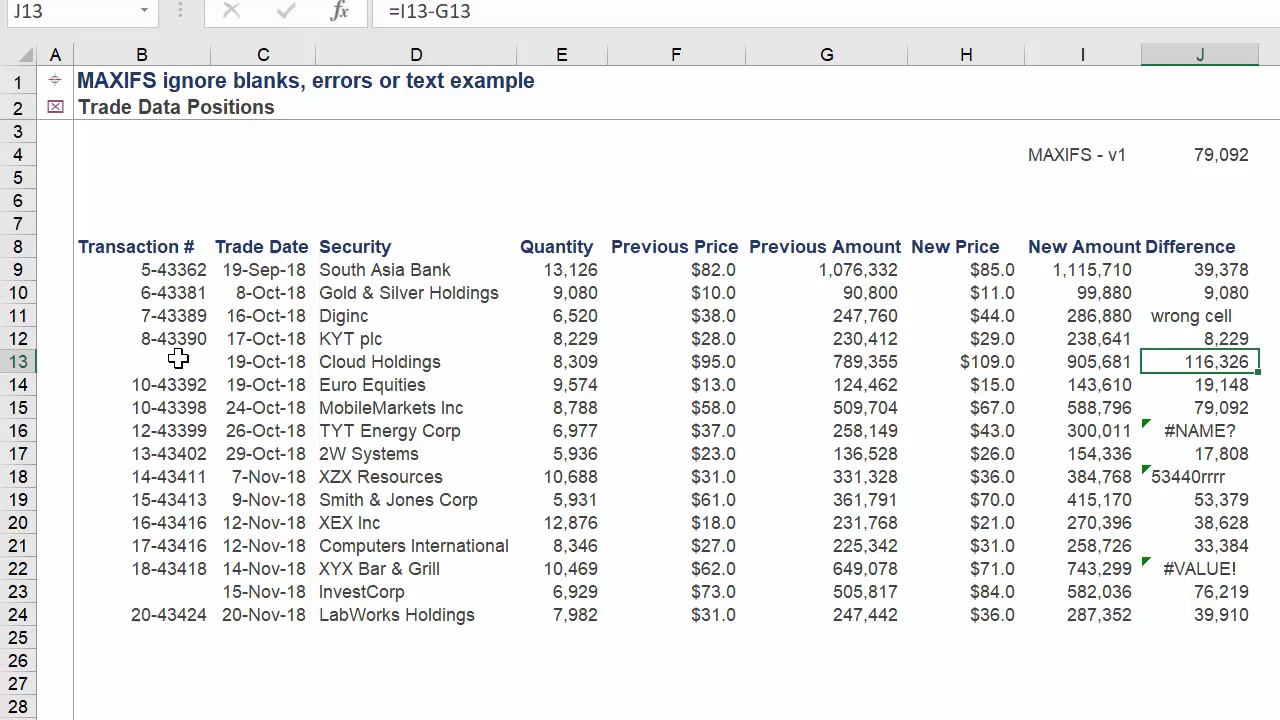 J13 fx =I13-G13
A B C D E F G H I J
1 MAXIFS ignore blanks, errors or text example
2 Trade Data Positions
3
4 MAXIFS - v1 79,092
5
6
7
8 Transaction # Trade Date Security Quantity Previous Price Previous Amount New Price New Amount Difference
9 5-43362 19-Sep-18 South Asia Bank 13,126 $82.0 1,076,332 $85.0 1,115,710 39,378
10 6-43381 8-Oct-18 Gold & Silver Holdings 9,080 $10.0 90,800 $11.0 99,880 9,080
11 7-43389 16-Oct-18 Diginc 6,520 $38.0 247,760 $44.0 286,880 wrong cell
12 8-43390 17-Oct-18 KYT plc 8,229 $28.0 230,412 $29.0 238,641 8,229
13 19-Oct-18 Cloud Holdings 8,309 $95.0 789,355 $109.0 905,681 116,326
14 10-43392 19-Oct-18 Euro Equities 9,574 $13.0 124,462 $15.0 143,610 19,148
15 10-43398 24-Oct-18 MobileMarkets Inc 8,788 $58.0 509,704 $67.0 588,796 79,092
16 12-43399 26-Oct-18 TYT Energy Corp 6,977 $37.0 258,149 $43.0 300,011 #NAME?
17 13-43402 29-Oct-18 2W Systems 5,936 $23.0 136,528 $26.0 154,336 17,808
18 14-43411 7-Nov-18 XZX Resources 10,688 $31.0 331,328 $36.0 384,768 53440rrrr
19 15-43413 9-Nov-18 Smith & Jones Corp 5,931 $61.0 361,791 $70.0 415,170 53,379
20 16-43416 12-Nov-18 XEX Inc 12,876 $18.0 231,768 $21.0 270,396 38,628
21 17-43416 12-Nov-18 Computers International 8,346 $27.0 225,342 $31.0 258,726 33,384
22 18-43418 14-Nov-18 XYX Bar & Grill 10,469 $62.0 649,078 $71.0 743,299 #VALUE!
23 15-Nov-18 InvestCorp 6,929 $73.0 505,817 $84.0 582,036 76,219
24 20-43424 20-Nov-18 LabWorks Holdings 7,982 $31.0 247,442 $36.0 287,352 39,910
25
26
27
28